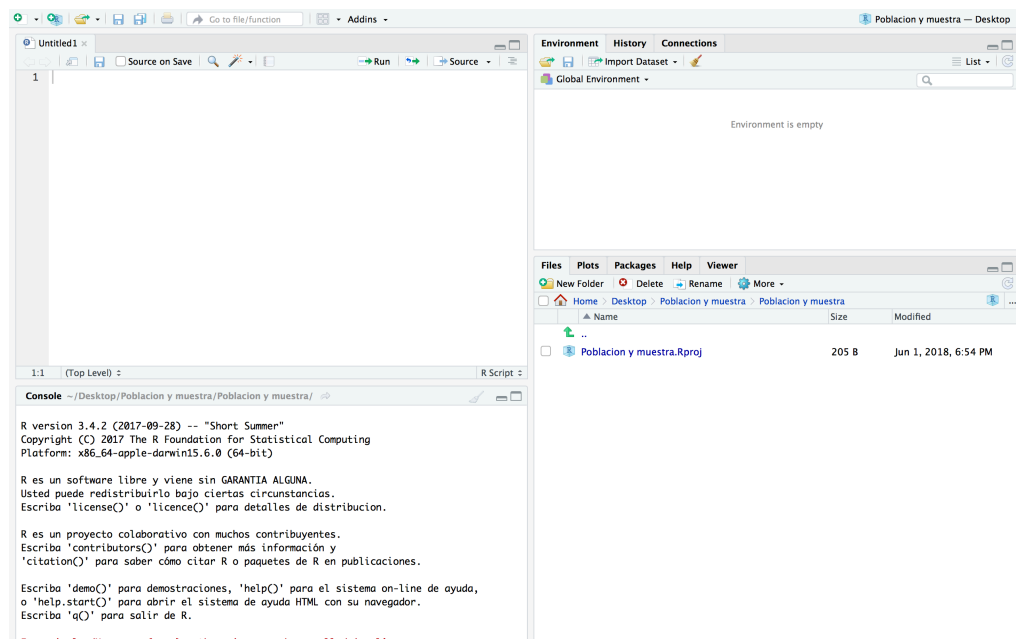 Go to file/function
Addins
Poblacion y muestra — Desktop
Untitled1
Source on Save
Run
Source
1
1:1
(Top Level)
R Script
Console ~/Desktop/Poblacion y muestra/Poblacion y muestra/
R version 3.4.2 (2017-09-28) -- "Short Summer"
Copyright (C) 2017 The R Foundation for Statistical Computing
Platform: x86_64-apple-darwin15.6.0 (64-bit)
R es un software libre y viene sin GARANTIA ALGUNA.
Usted puede redistribuirlo bajo ciertas circunstancias.
Escriba 'license()' o 'licence()' para detalles de distribucion.
R es un proyecto colaborativo con muchos contribuyentes.
Escriba 'contributors()' para obtener más información y
'citation()' para saber cómo citar R o paquetes de R en publicaciones.
Escriba 'demo()' para demostraciones, 'help()' para el sistema on-line de ayuda,
o 'help.start()' para abrir el sistema de ayuda HTML con su navegador.
Escriba 'q()' para salir de R.
Environment History Connections
Import Dataset
List
Global Environment
Environment is empty
Files Plots Packages Help Viewer
New Folder Delete Rename More
Home Desktop Poblacion y muestra Poblacion y muestra
...
Name Size Modified
..
Poblacion y muestra.Rproj 205 B Jun 1, 2018, 6:54 PM